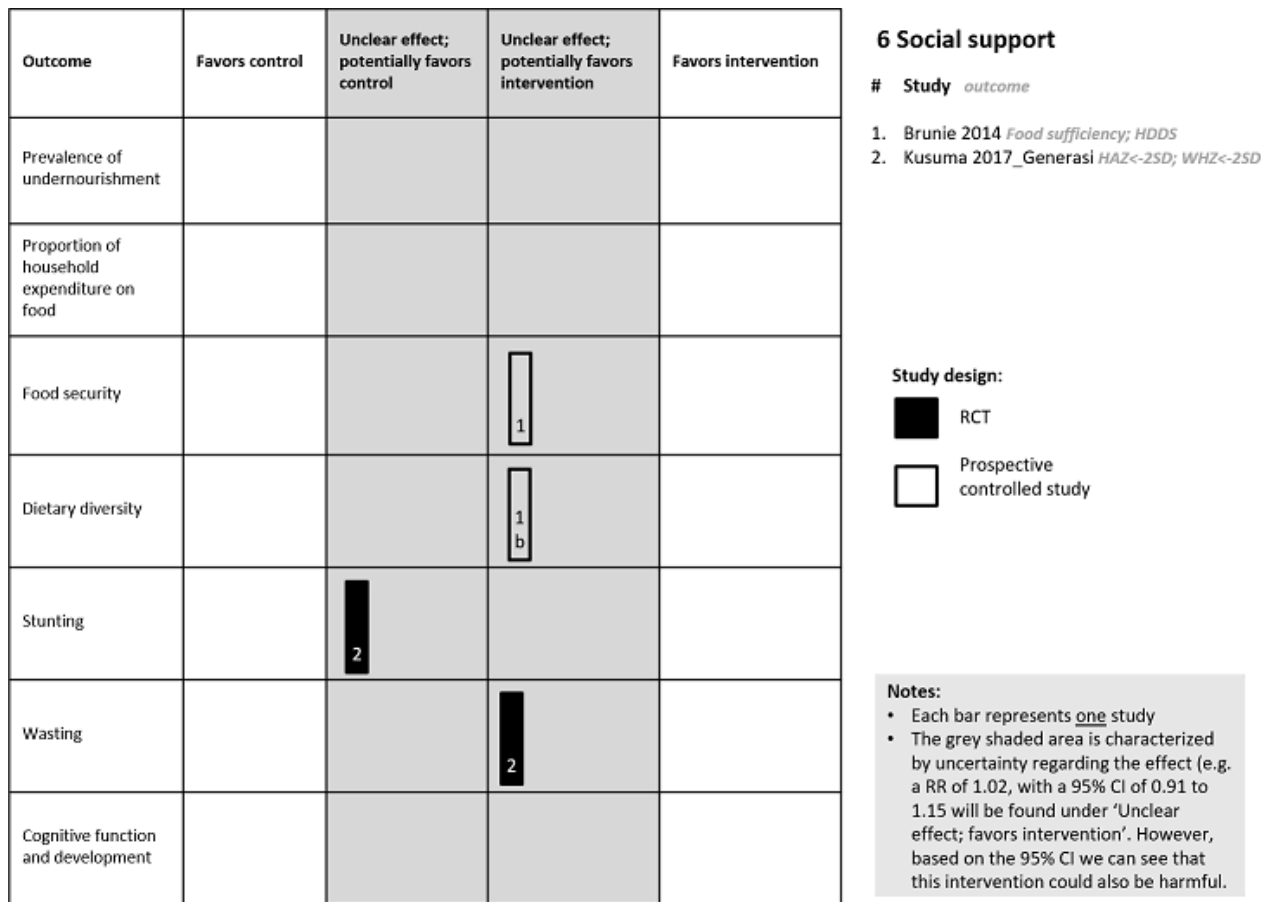 Outcome
Favors control
Unclear effect;
potentially favors
control
Unclear effect;
potentially favors
intervention
Favors intervention
Prevalence of
undernourishment
Proportion of
household
expenditure on
food
Food security
1
Dietary diversity
1
b
Stunting
2
Wasting
2
Cognitive function
and development
6 Social support
# Study outcome
1. Brunie 2014 Food sufficiency; HDDS
2. Kusuma 2017_Generasi HAZ<-2SD; WHZ<-2SD
Study design:
RCT
Prospective
controlled study
Notes:
• Each bar represents one study
• The grey shaded area is characterized
by uncertainty regarding the effect (e.g.
a RR of 1.02, with a 95% CI of 0.91 to
1.15 will be found under ‘Unclear
effect; favors intervention’. However,
based on the 95% CI we can see that
this intervention could also be harmful.